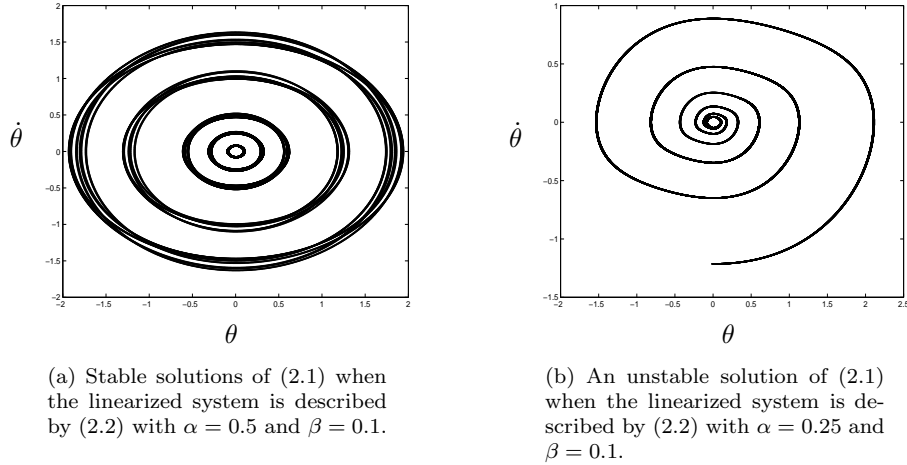 2
1.5
1
0.5
0
−0.5
−1
−1.5
−2
−2 −1.5 −1 −0.5 0 0.5 1 1.5 2
θ̇
θ
(a) Stable solutions of (2.1) when
the linearized system is described
by (2.2) with α = 0.5 and β = 0.1.
1
0.5
0
−0.5
−1
−1.5
−2 −1.5 −1 −0.5 0 0.5 1 1.5 2 2.5
θ̇
θ
(b) An unstable solution of (2.1)
when the linearized system is de-
scribed by (2.2) with α = 0.25 and
β = 0.1.